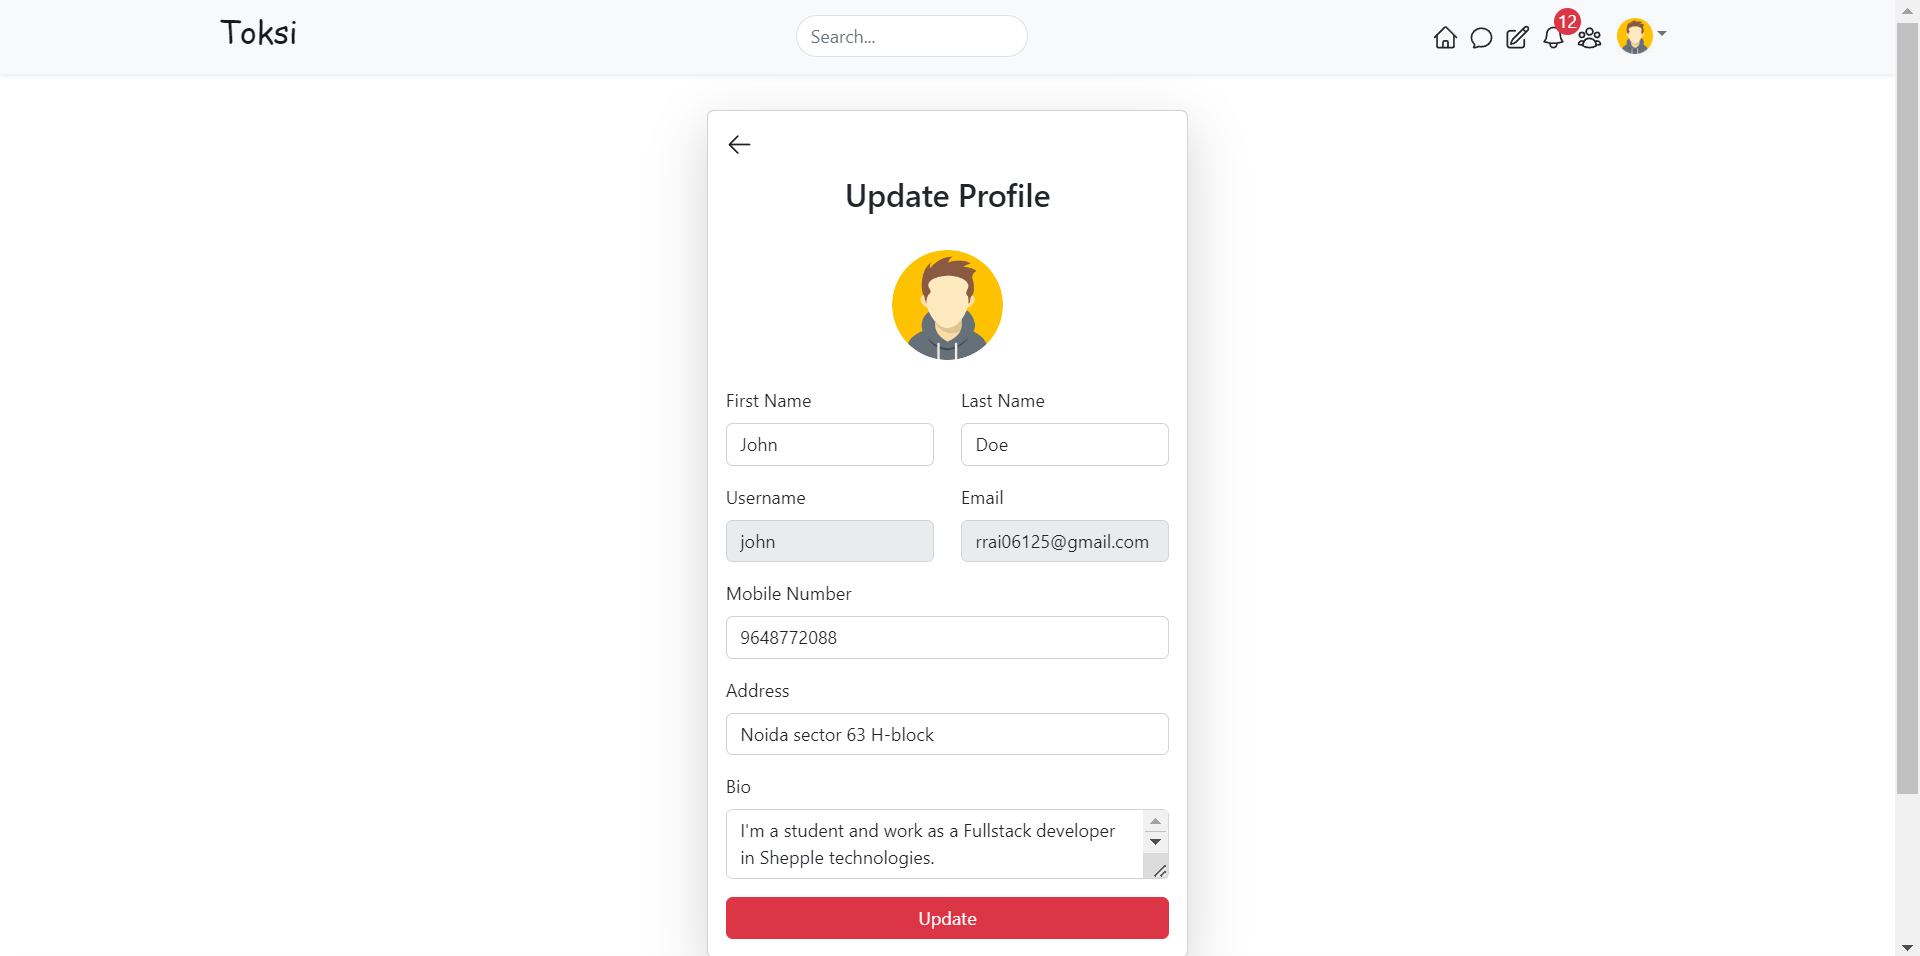 Toksi
Search...
12
Update Profile
First Name
Last Name
John
Doe
Username
Email
john
rrai06125@gmail.com
Mobile Number
9648772088
Address
Noida sector 63 H-block
Bio
I'm a student and work as a Fullstack developer
in Shepple technologies.
Update